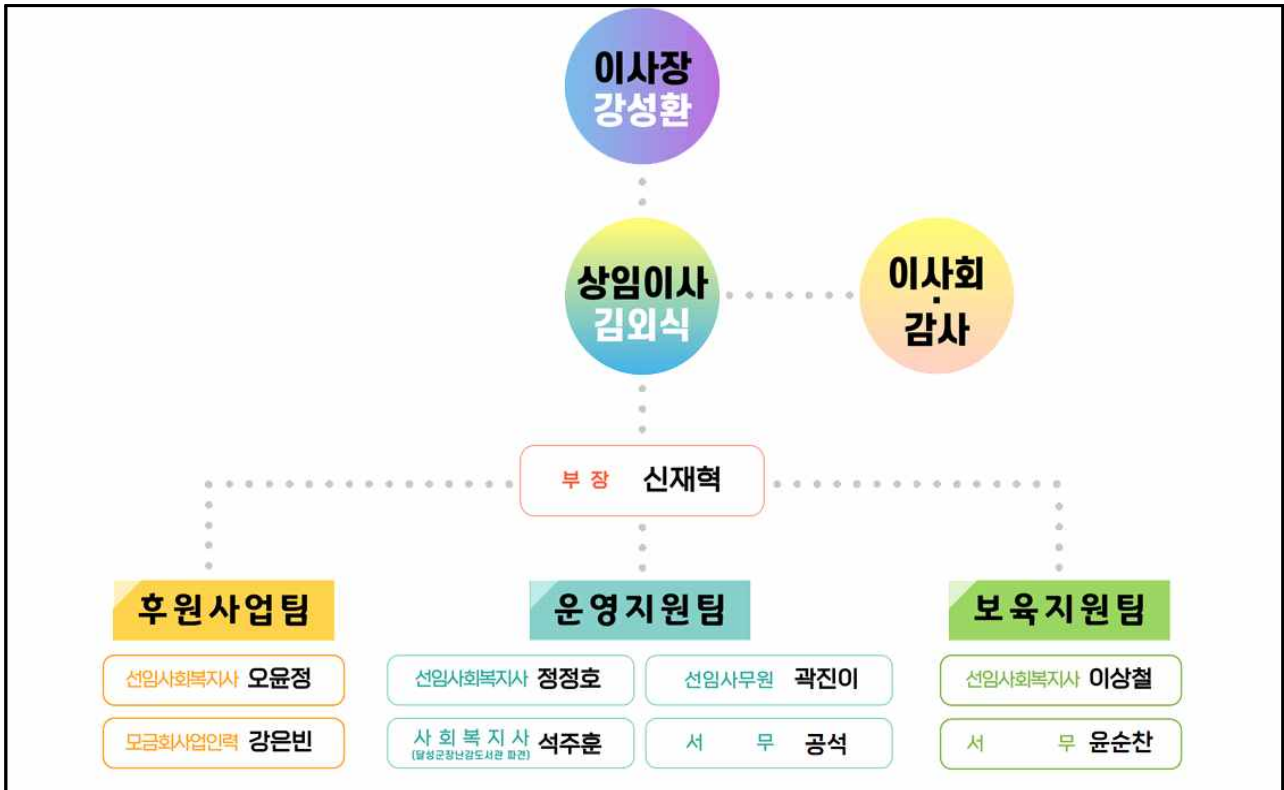 이사장
강성환
상임이사
김외식
이사회
·
감사
부 장 신재혁
후원사업팀
운영지원팀
보육지원팀
선임사회복지사 오윤정
선임사회복지사 정정호
선임사무원 곽진이
선임사회복지사 이상철
모금회사업인력 강은빈
사 회 복 지 사 석주훈
(달성군장난감도서관 파견)
서 무 공석
서 무 윤순찬